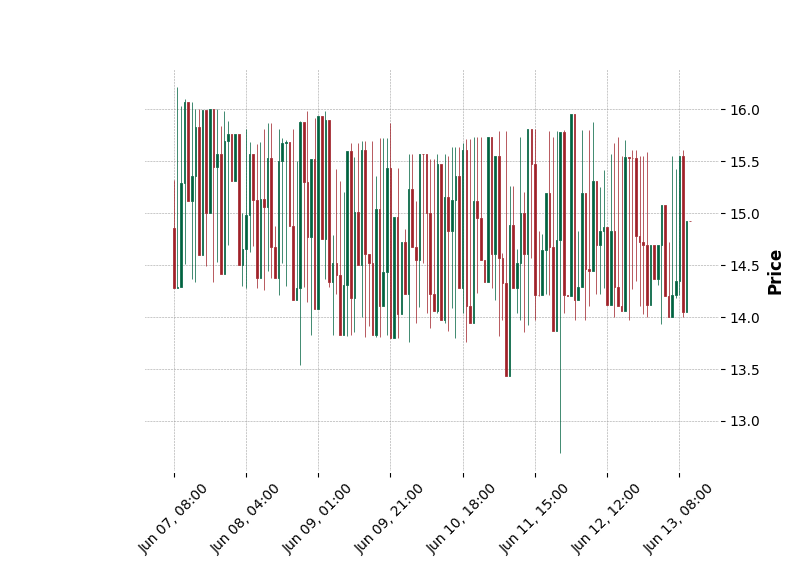 16.0
15.5
15.0
14.5
14.0
13.5
13.0
Price
Jun 07, 08:00
Jun 08, 04:00
Jun 09, 01:00
Jun 09, 21:00
Jun 10, 18:00
Jun 11, 15:00
Jun 12, 12:00
Jun 13, 08:00